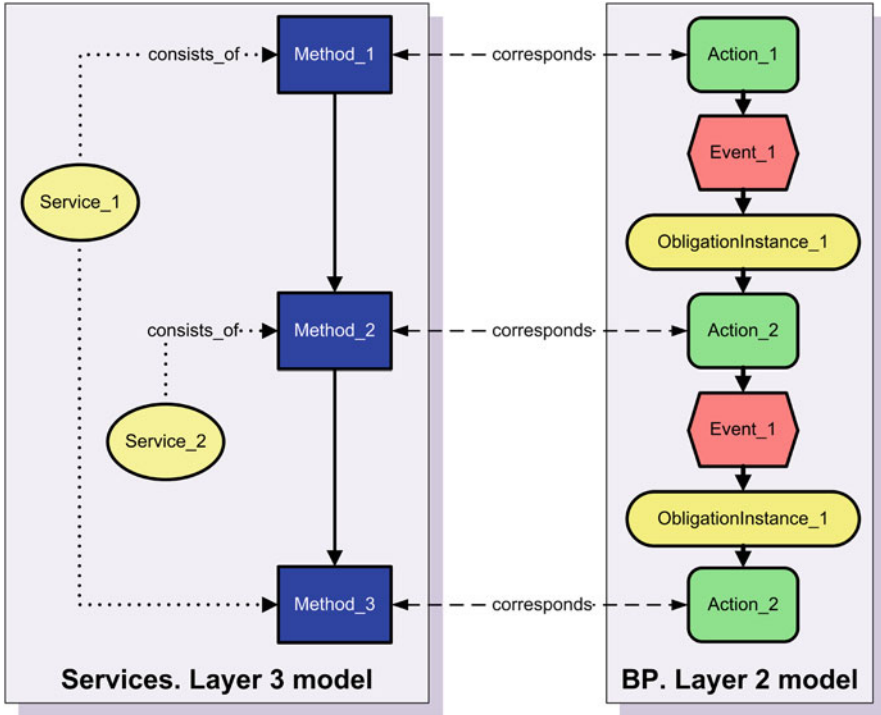 consists_of
Method_1
corresponds
Action_1
Event_1
Service_1
ObligationInstance_1
consists_of
Method_2
corresponds
Action_2
Service_2
Event_1
ObligationInstance_1
Method_3
corresponds
Action_2
Services. Layer 3 model
BP. Layer 2 model